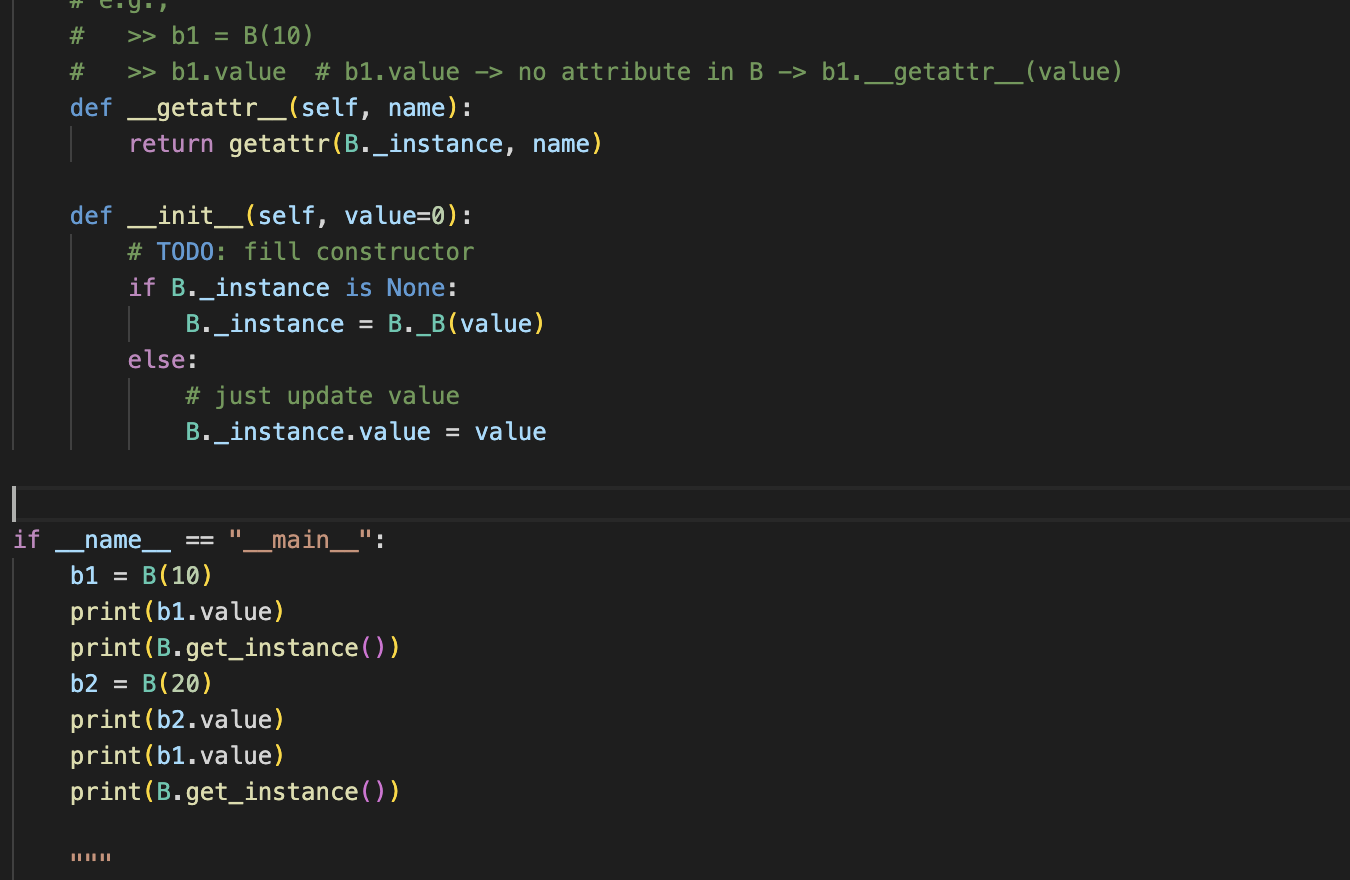 # e.g.,
#   >> b1 = B(10)
#   >> b1.value  # b1.value -> no attribute in B -> b1.__getattr__(value)
def __getattr__(self, name):
    return getattr(B._instance, name)
def __init__(self, value=0):
    # TODO: fill constructor
    if B._instance is None:
        B._instance = B._B(value)
    else:
        # just update value
        B._instance.value = value
if __name__ == "__main__":
    b1 = B(10)
    print(b1.value)
    print(B.get_instance())
    b2 = B(20)
    print(b2.value)
    print(b1.value)
    print(B.get_instance())
    """